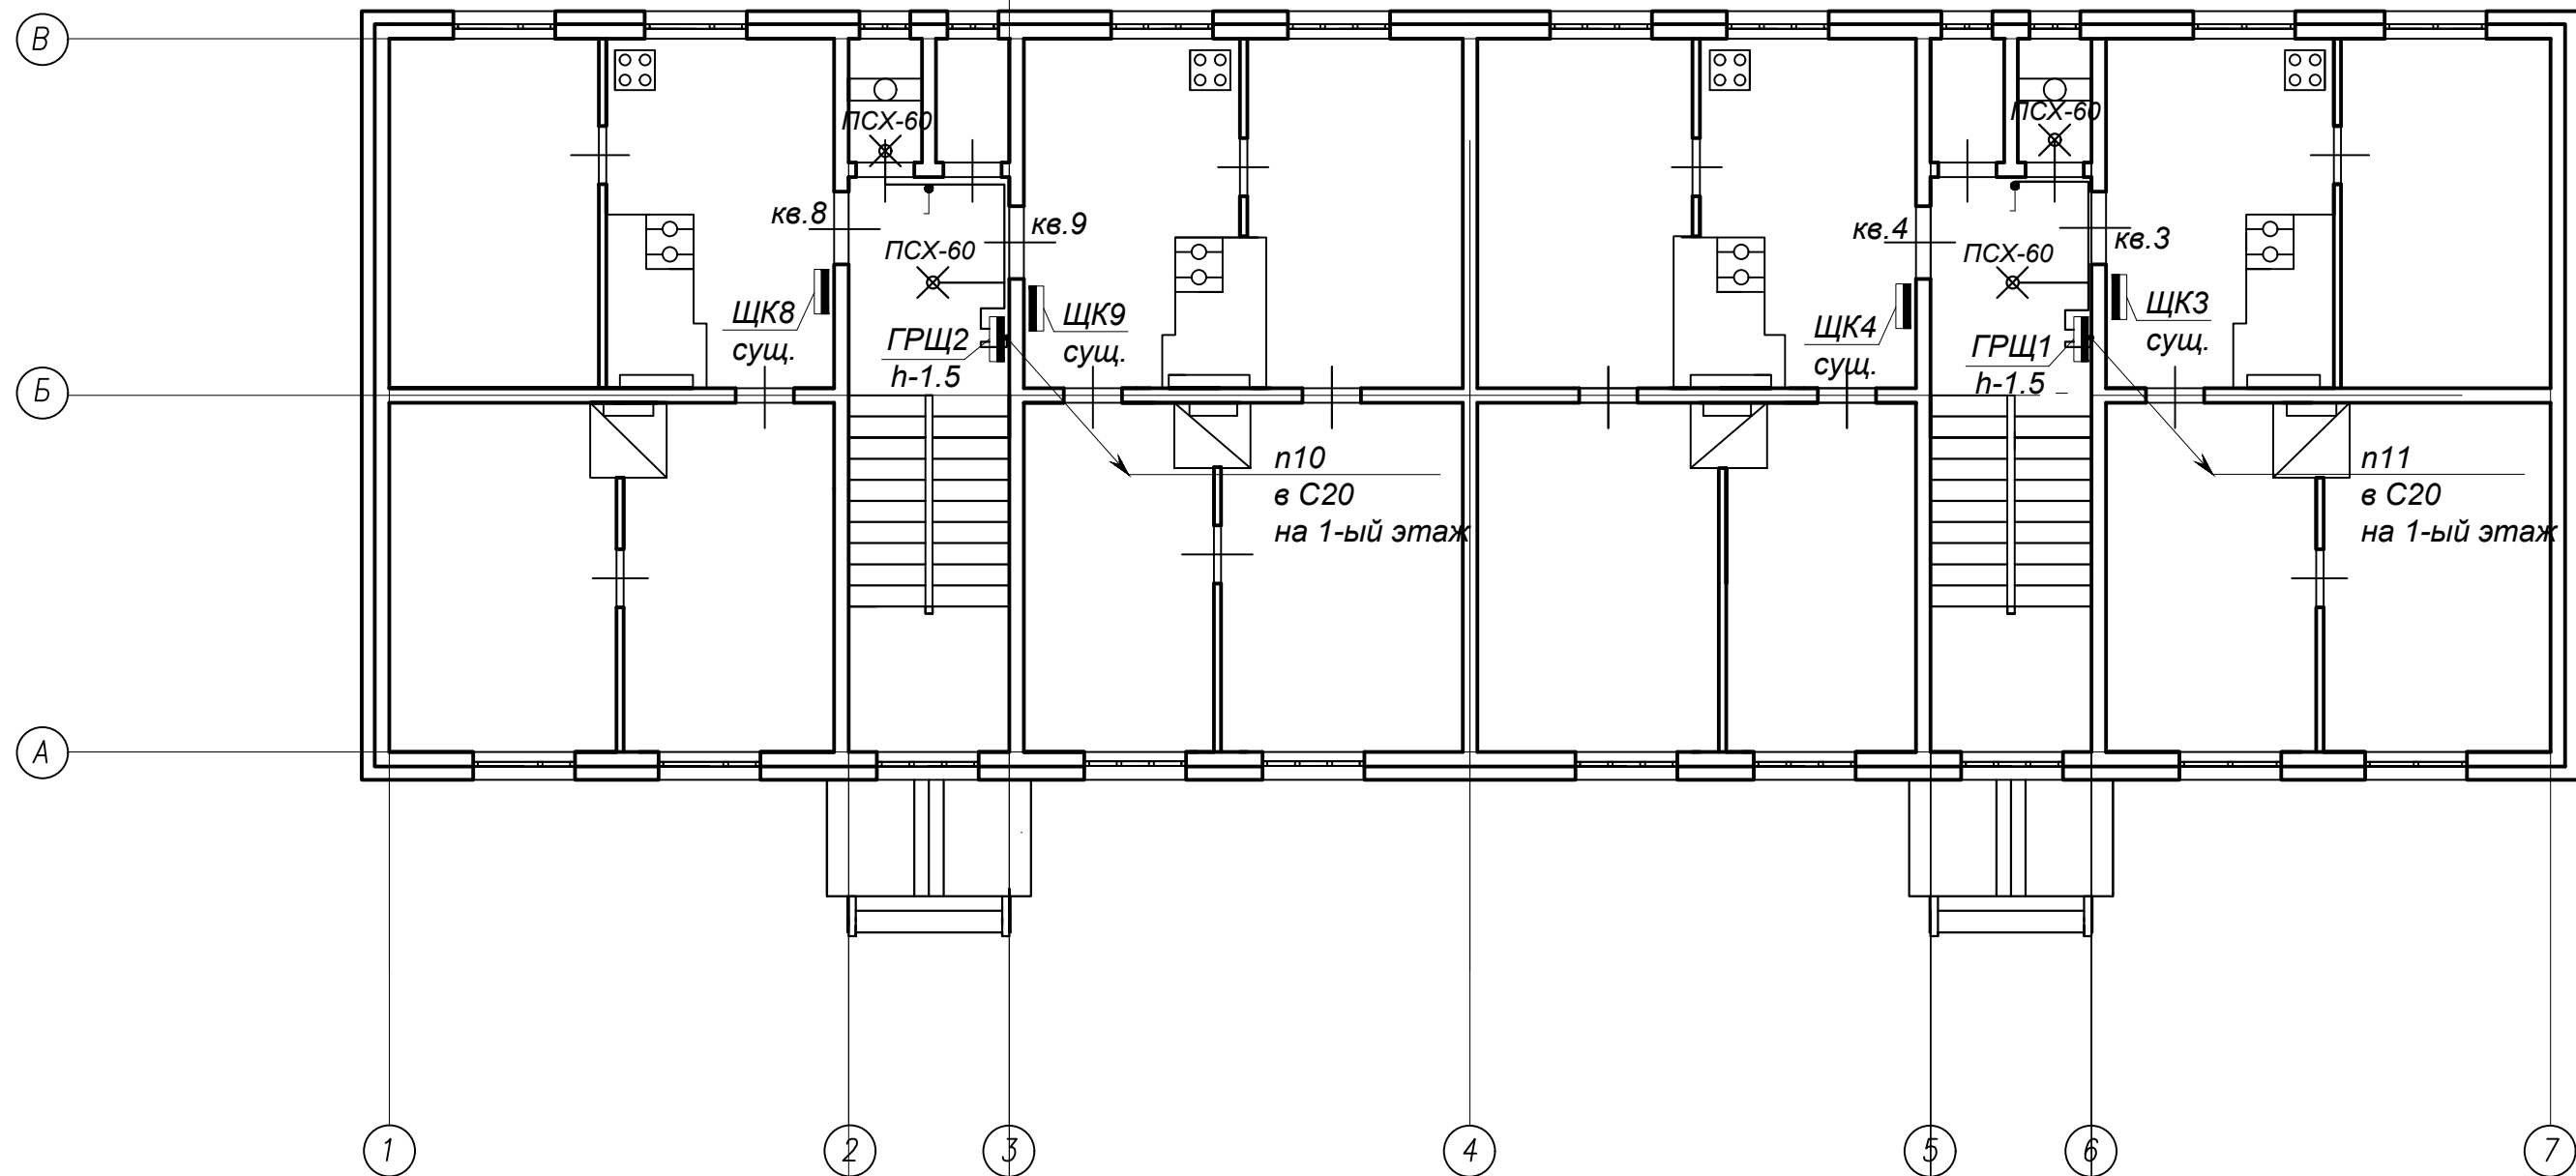 В
ПСХ-60
ПСХ-60
кв.8
кв.9
кв.4
кв.3
ПСХ-60
ПСХ-60
ЩК8
сущ.
ГРЩ2
h-1.5
ЩК9
сущ.
ЩК4
сущ.
ГРЩ1
h-1.5
ЩК3
сущ.
Б
п10
в С20
на 1-ый этаж
п11
в С20
на 1-ый этаж
А
1
2
3
4
5
6
7